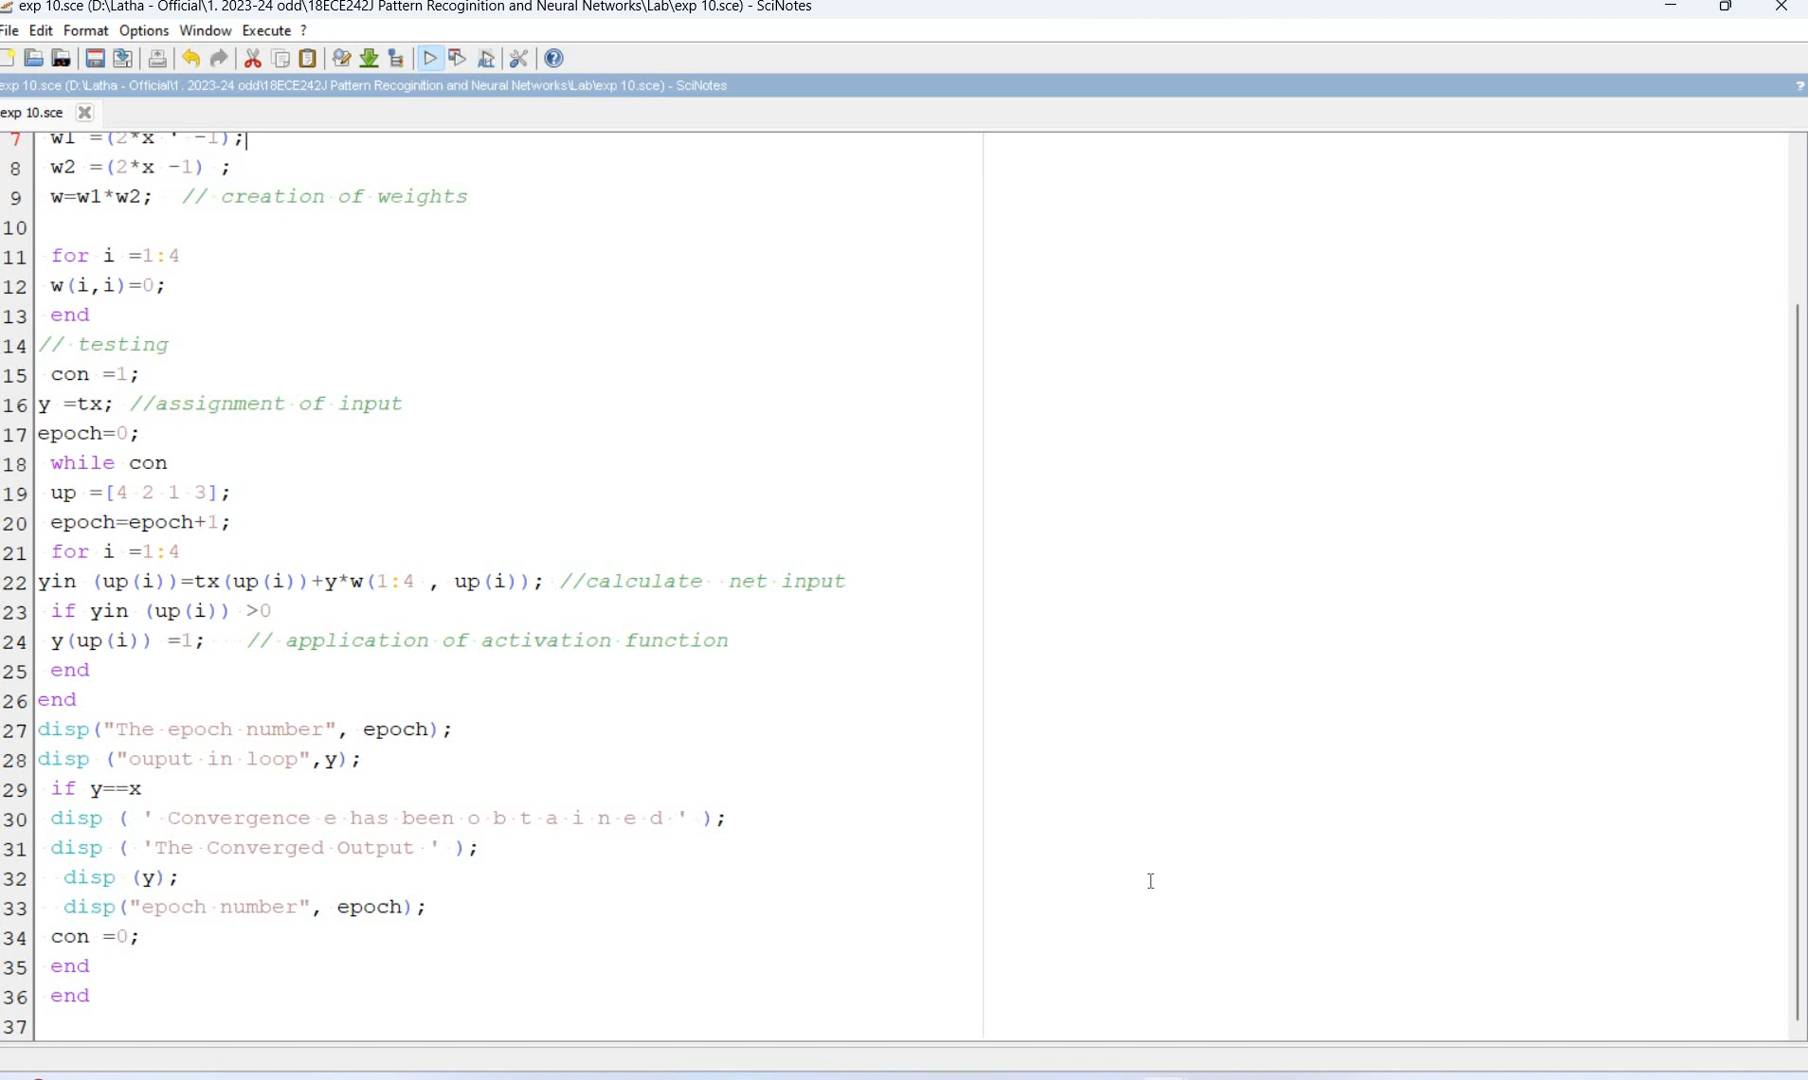 exp 10.sce (D:\Latha - Official\1. 2023-24 odd\18ECE242J Pattern Recoginition and Neural Networks\Lab\exp 10.sce) - SciNotes
File Edit Format Options Window Execute ?
exp 10.sce (D:\Latha - Official\1. 2023-24 odd\18ECE242J Pattern Recoginition and Neural Networks\Lab\exp 10.sce) - SciNotes ?
exp 10.sce
7 w1 =(2*x ' -1);
8 w2 =(2*x -1) ;
9 w=w1*w2; // creation of weights
10
11 for i =1:4
12 w(i,i)=0;
13 end
14 // testing
15 con =1;
16 y =tx; //assignment of input
17 epoch=0;
18 while con
19 up =[4 2 1 3];
20 epoch=epoch+1;
21 for i =1:4
22 yin (up(i))=tx(up(i))+y*w(1:4 , up(i)); //calculate  net input
23 if yin (up(i)) >0
24 y(up(i)) =1; // application of activation function
25 end
26 end
27 disp("The epoch number", epoch);
28 disp ("ouput in loop",y);
29 if y==x
30 disp ( ' Convergence e has been o b t a i n e d ' );
31 disp ( 'The Converged Output ' );
32 disp (y);
33 disp("epoch number", epoch);
34 con =0;
35 end
36 end
37